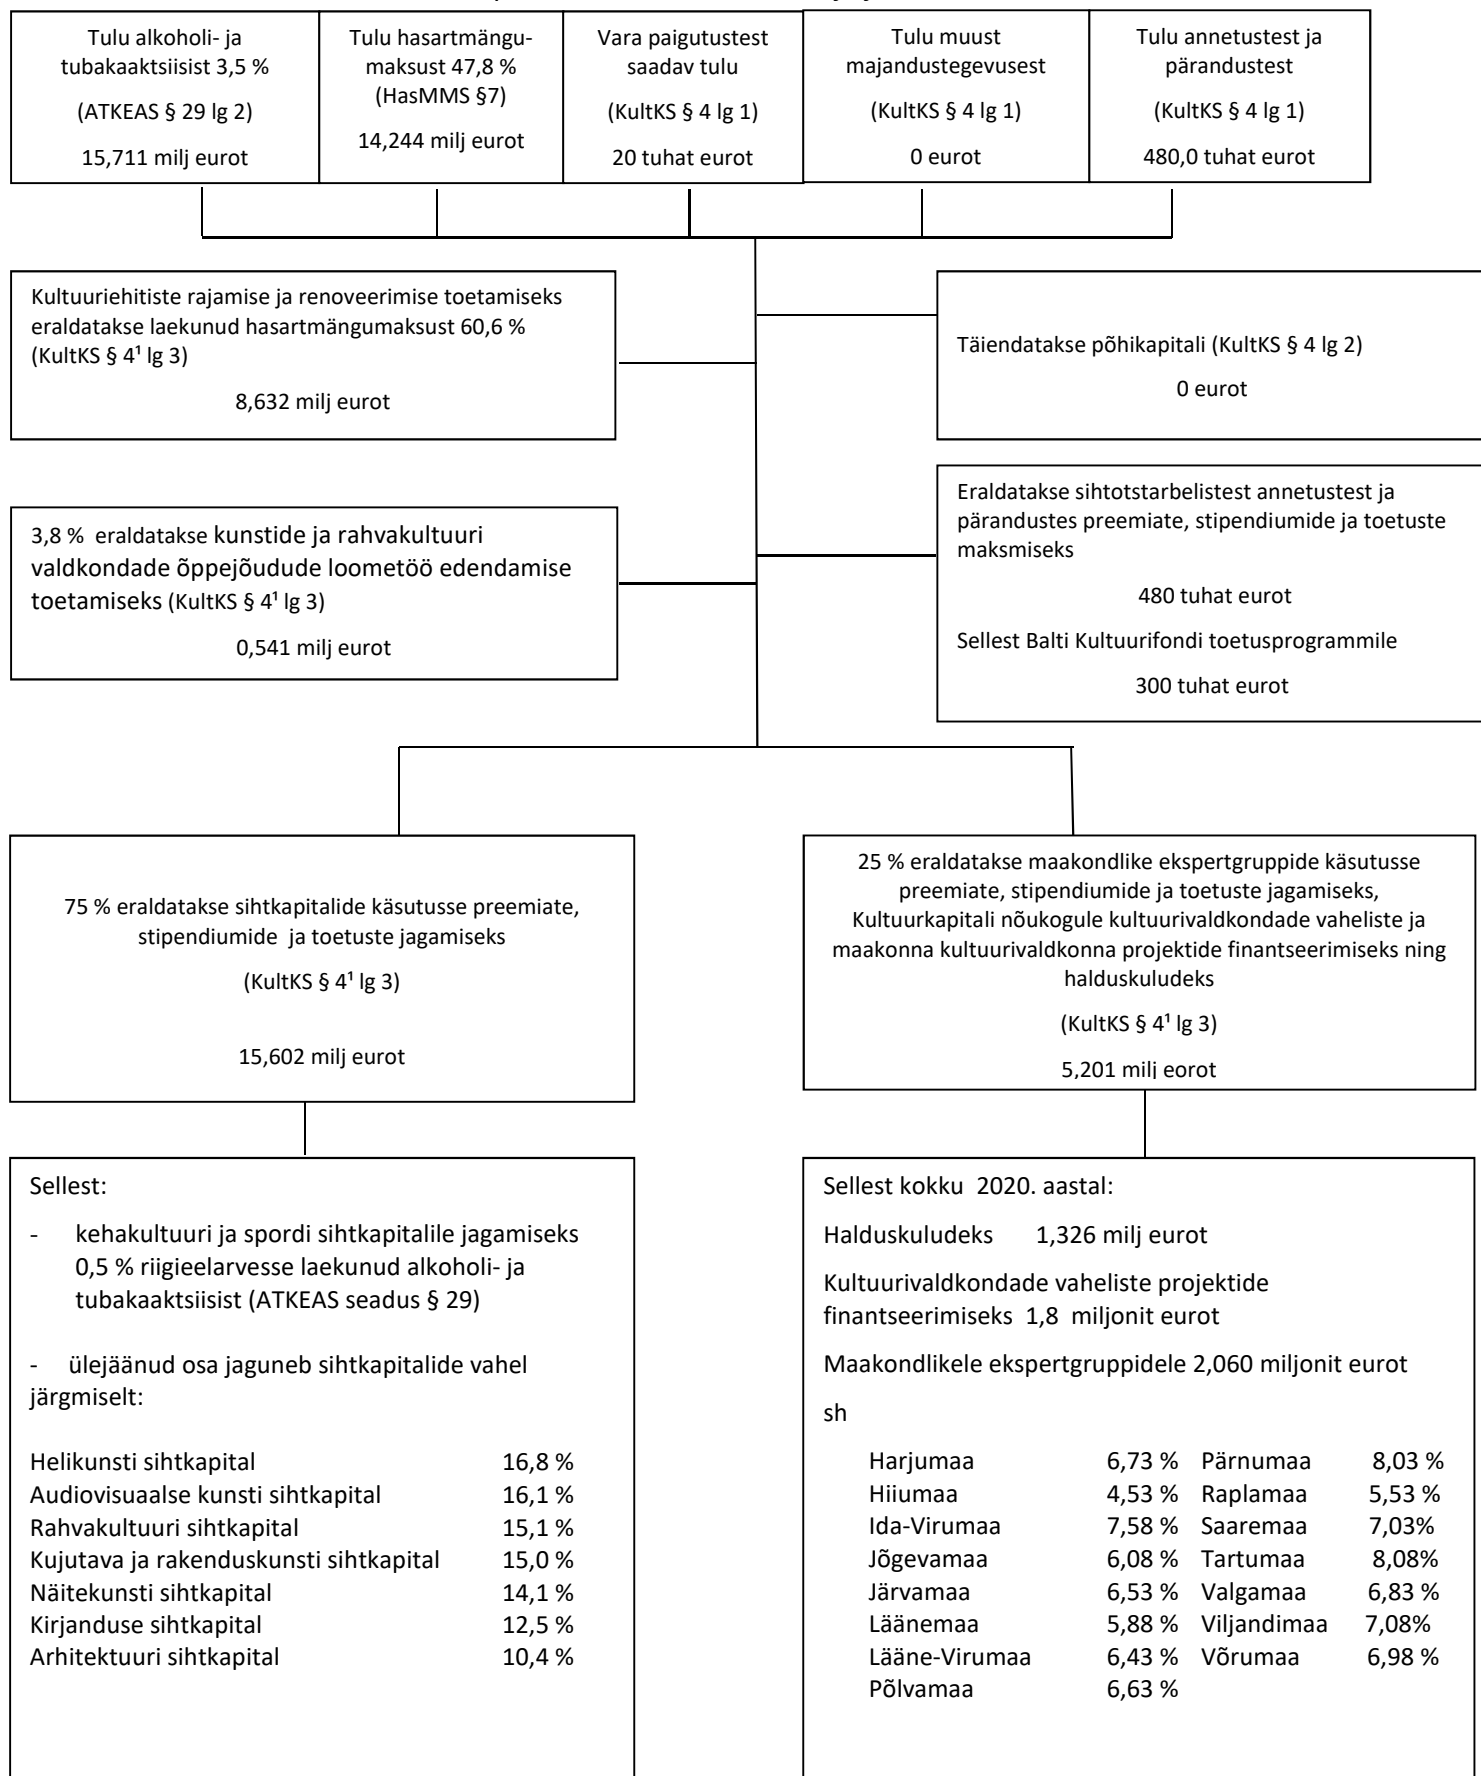 Tulu alkoholi- ja
tubakaaktsiisist 3,5 %
(ATKEAS § 29 lg 2)
15,711 milj eurot
Tulu hasartmängu-
maksust 47,8 %
(HasMMS §7)
14,244 milj eurot
Vara paigutustest
saadav tulu
(KultKS § 4 lg 1)
20 tuhat eurot
Tulu muust
majandustegevusest
(KultKS § 4 lg 1)
0 eurot
Tulu annetustest ja
pärandustest
(KultKS § 4 lg 1)
480,0 tuhat eurot
Kultuuriehitiste rajamise ja renoveerimise toetamiseks
eraldatakse laekunud hasartmängumaksust 60,6 %
(KultKS § 4¹ lg 3)
8,632 milj eurot
Täiendatakse põhikapitali (KultKS § 4 lg 2)
0 eurot
3,8 % eraldatakse kunstide ja rahvakultuuri
valdkondade õppejõudude loometöö edendamise
toetamiseks (KultKS § 4¹ lg 3)
0,541 milj eurot
Eraldatakse sihtotstarbelistest annetustest ja
pärandustes preemiate, stipendiumide ja toetuste
maksmiseks
480 tuhat eurot
Sellest Balti Kultuurifondi toetusprogrammile
300 tuhat eurot
75 % eraldatakse sihtkapitalide käsutusse preemiate,
stipendiumide ja toetuste jagamiseks
(KultKS § 4¹ lg 3)
15,602 milj eurot
25 % eraldatakse maakondlike ekspertgruppide käsutusse
preemiate, stipendiumide ja toetuste jagamiseks,
Kultuurkapitali nõukogule kultuurivaldkondade vaheliste ja
maakonna kultuurivaldkonna projektide finantseerimiseks ning
halduskuludeks
(KultKS § 4¹ lg 3)
5,201 milj eorot
Sellest:
- kehakultuuri ja spordi sihtkapitalile jagamiseks
0,5 % riigieelarvesse laekunud alkoholi- ja
tubakaaktsiisist (ATKEAS seadus § 29)
- ülejäänud osa jaguneb sihtkapitalide vahel
järgmiselt:
Helikunsti sihtkapital 16,8 %
Audiovisuaalse kunsti sihtkapital 16,1 %
Rahvakultuuri sihtkapital 15,1 %
Kujutava ja rakenduskunsti sihtkapital 15,0 %
Näitekunsti sihtkapital 14,1 %
Kirjanduse sihtkapital 12,5 %
Arhitektuuri sihtkapital 10,4 %
Sellest kokku 2020. aastal:
Halduskuludeks 1,326 milj eurot
Kultuurivaldkondade vaheliste projektide
finantseerimiseks 1,8 miljonit eurot
Maakondlikele ekspertgruppidele 2,060 miljonit eurot
sh
Harjumaa 6,73 % Pärnumaa 8,03 %
Hiiumaa 4,53 % Raplamaa 5,53 %
Ida-Virumaa 7,58 % Saaremaa 7,03%
Jõgevamaa 6,08 % Tartumaa 8,08%
Järvamaa 6,53 % Valgamaa 6,83 %
Läänemaa 5,88 % Viljandimaa 7,08%
Lääne-Virumaa 6,43 % Võrumaa 6,98 %
Põlvamaa 6,63 %